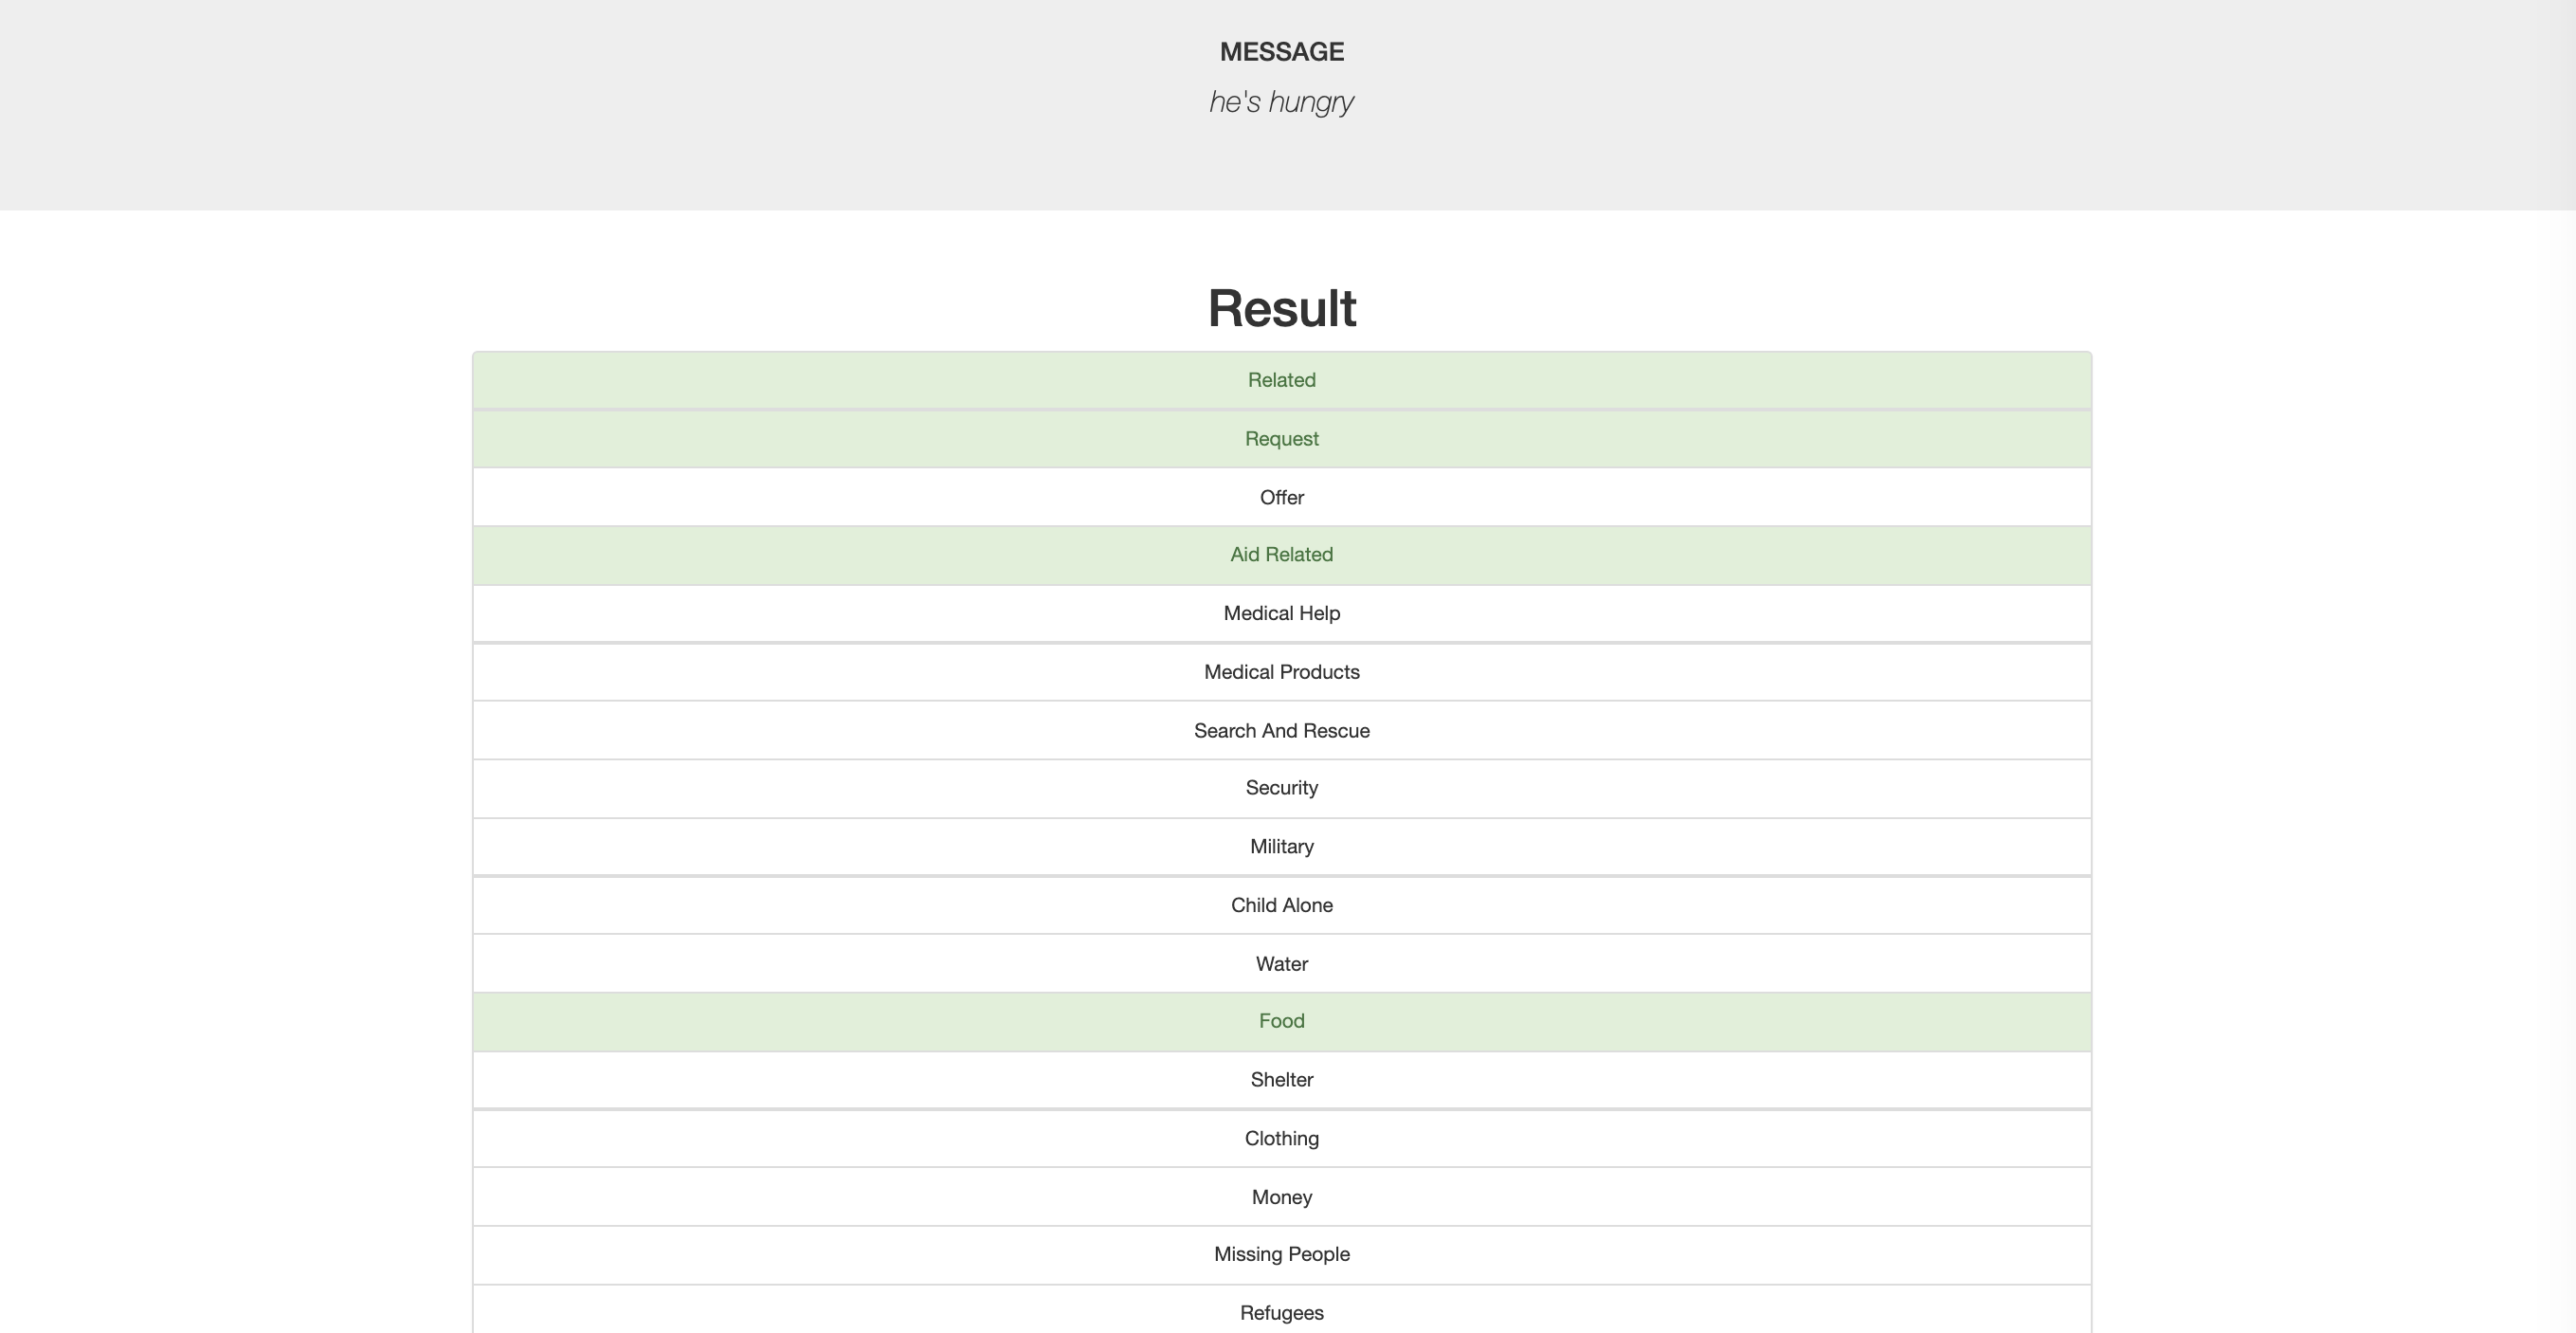 MESSAGE
he's hungry
Result
Related
Request
Offer
Aid Related
Medical Help
Medical Products
Search And Rescue
Security
Military
Child Alone
Water
Food
Shelter
Clothing
Money
Missing People
Refugees